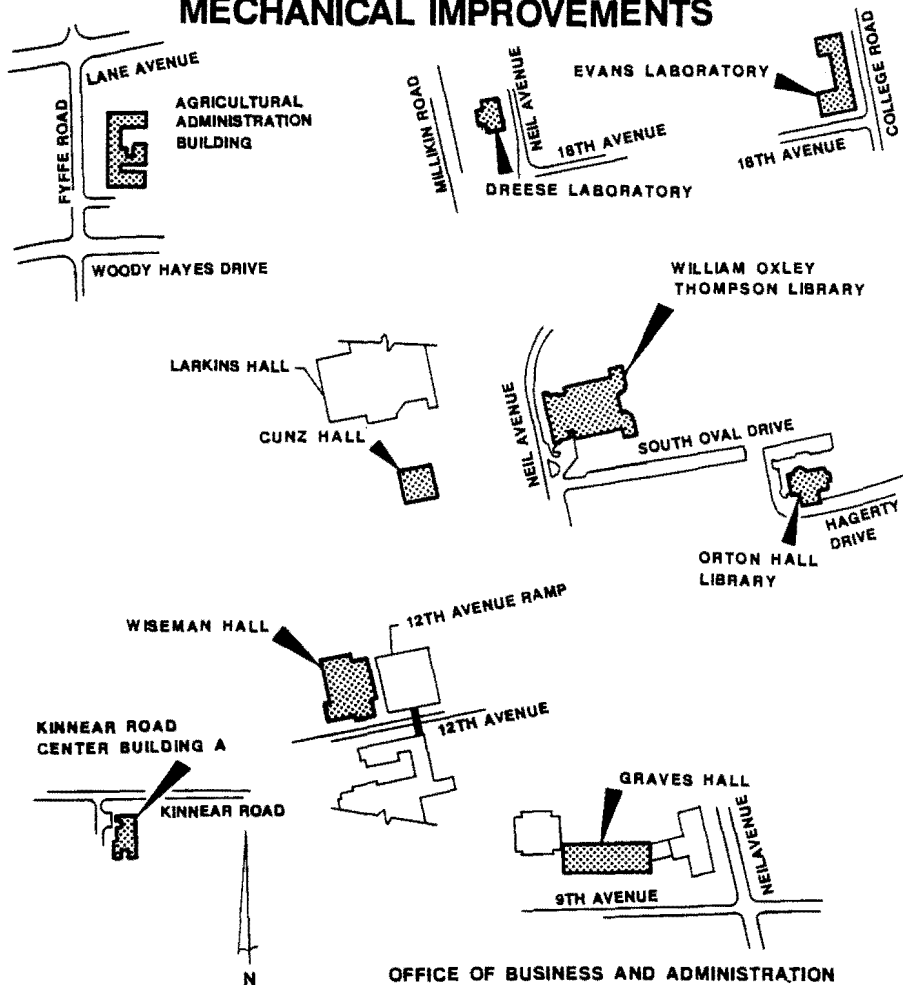 MECHANICAL IMPROVEMENTS
LANE AVENUE
FYFFE ROAD
AGRICULTURAL
ADMINISTRATION
BUILDING
WOODY HAYES DRIVE
MILLIKIN ROAD
NEIL AVENUE
18TH AVENUE
DREESE LABORATORY
EVANS LABORATORY
COLLEGE ROAD
18TH AVENUE
WILLIAM OXLEY
THOMPSON LIBRARY
LARKINS HALL
CUNZ HALL
NEIL AVENUE
SOUTH OVAL DRIVE
HAGERTY
DRIVE
ORTON HALL
LIBRARY
WISEMAN HALL
12TH AVENUE RAMP
12TH AVENUE
KINNEAR ROAD
CENTER BUILDING A
KINNEAR ROAD
GRAVES HALL
NEIL AVENUE
9TH AVENUE
N
OFFICE OF BUSINESS AND ADMINISTRATION